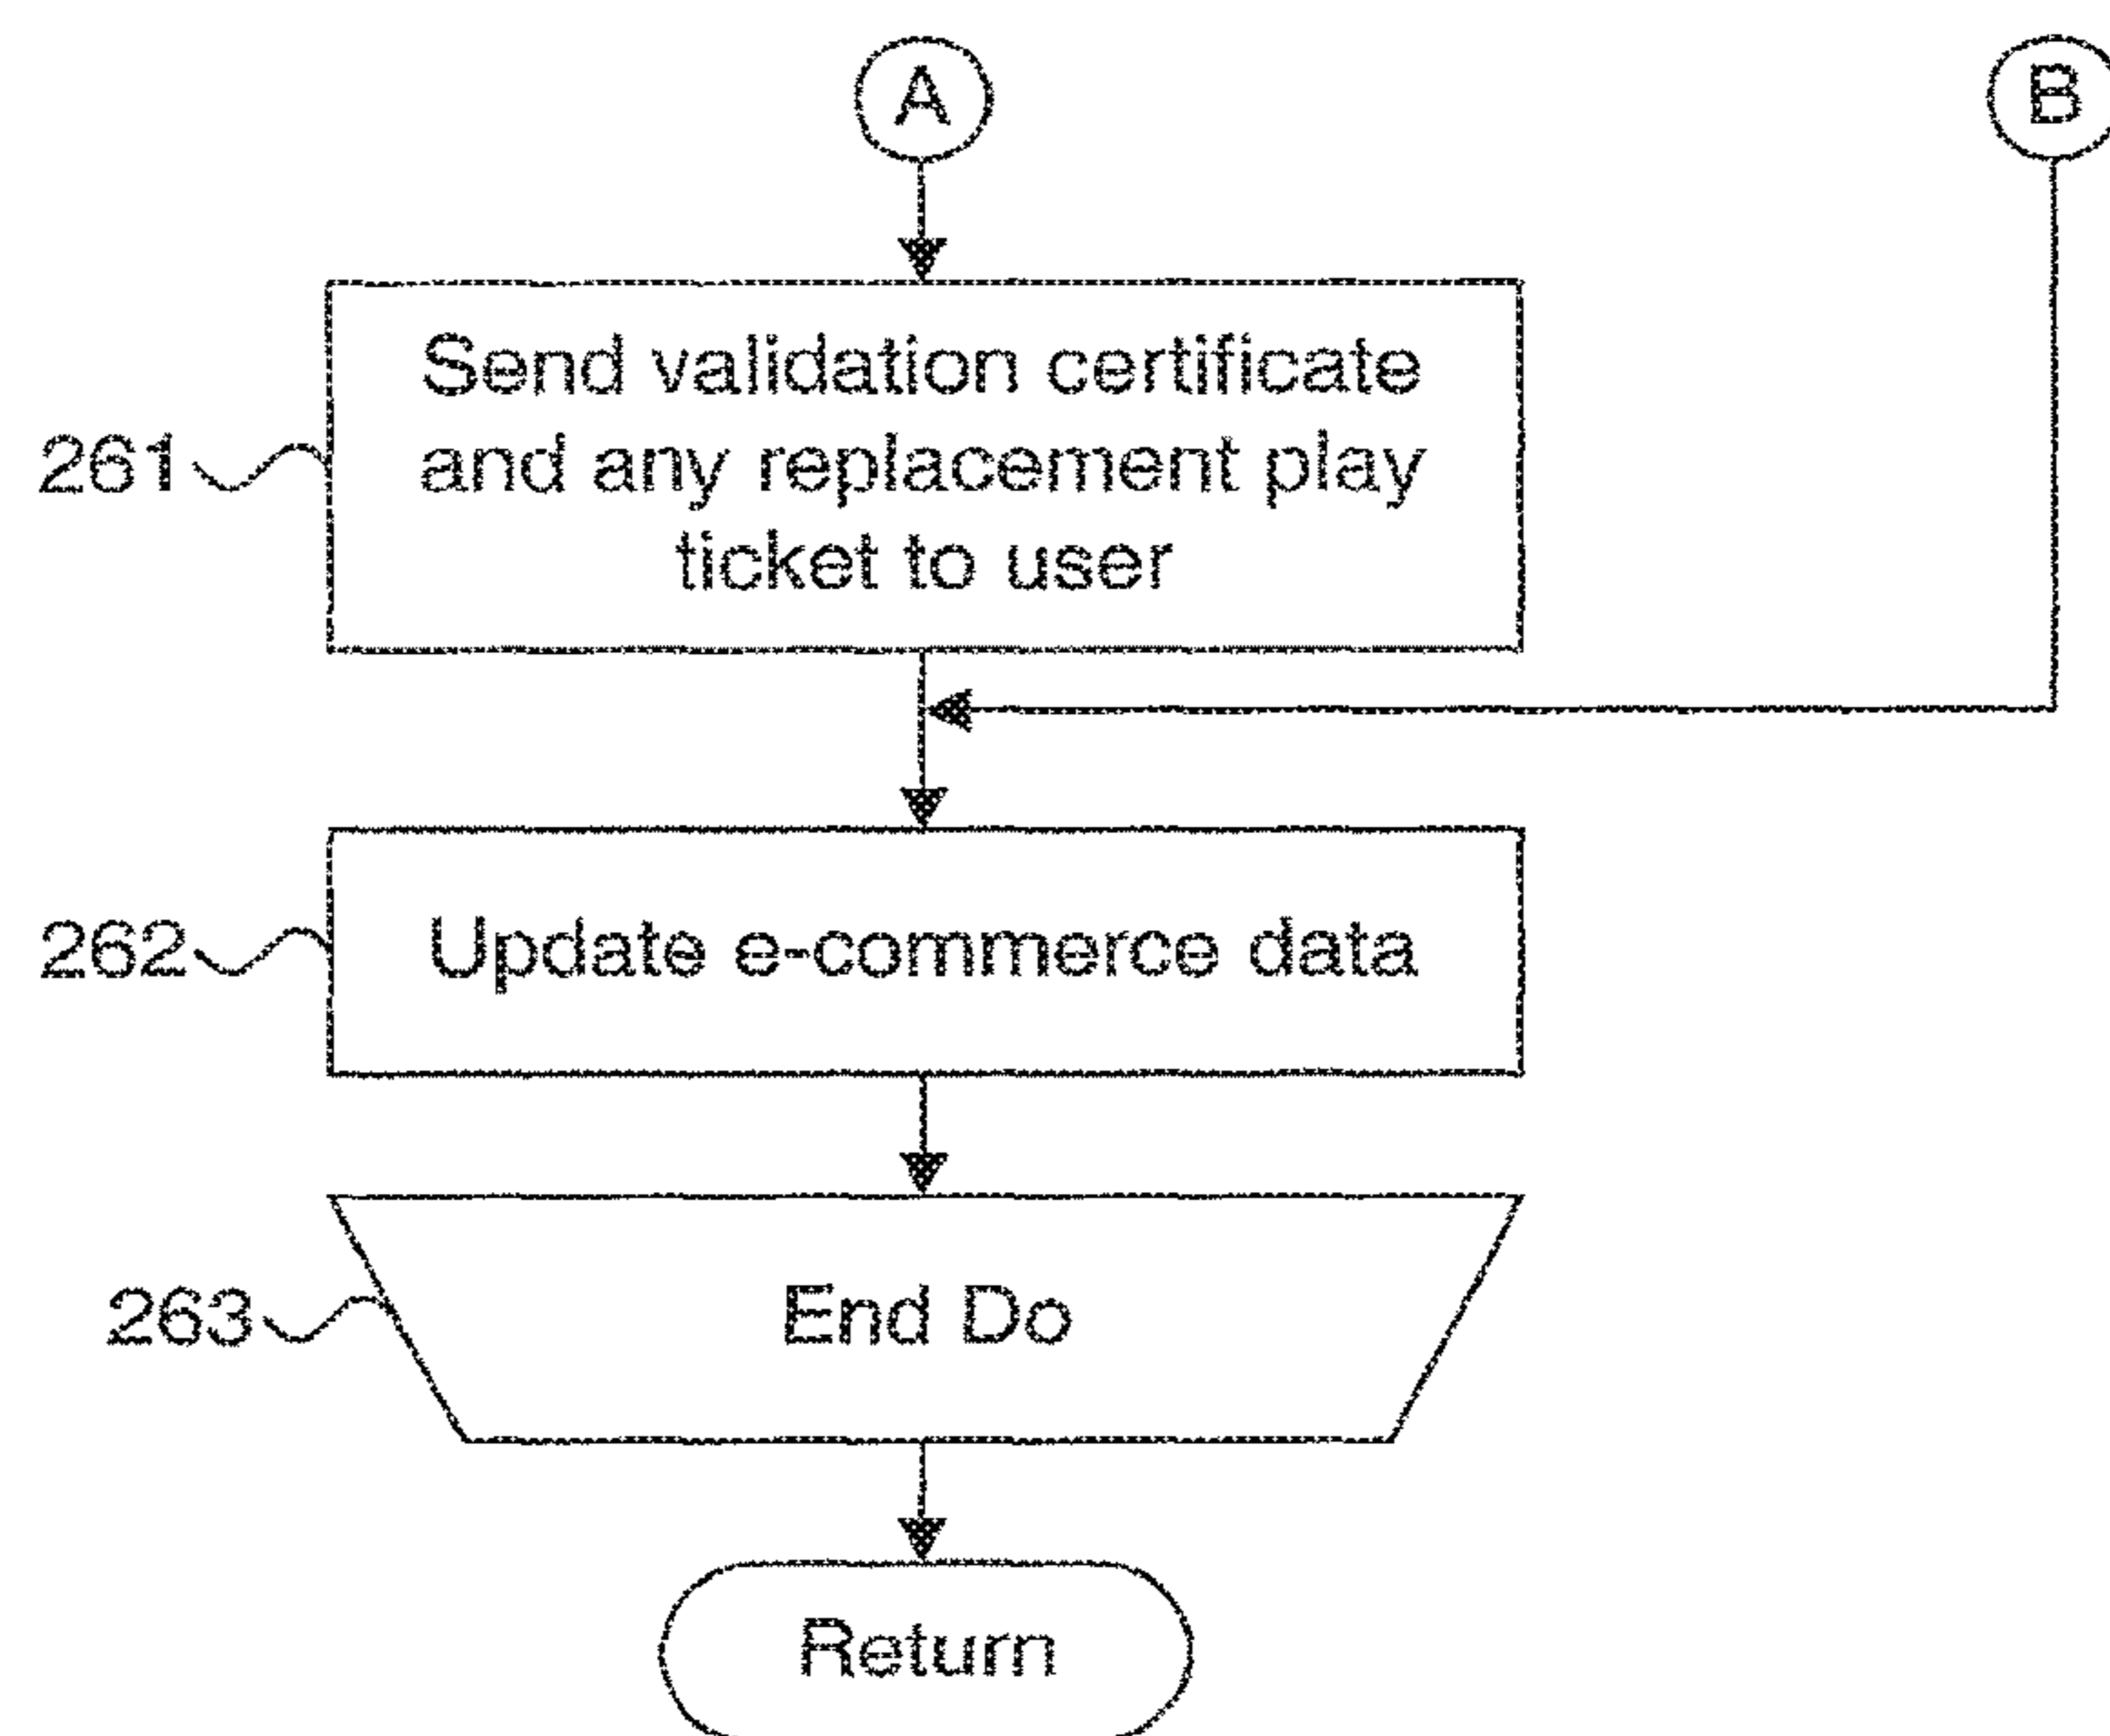 A
B
Send validation certificate
and any replacement play
ticket to user
261
Update e-commerce data
262
End Do
263
Return